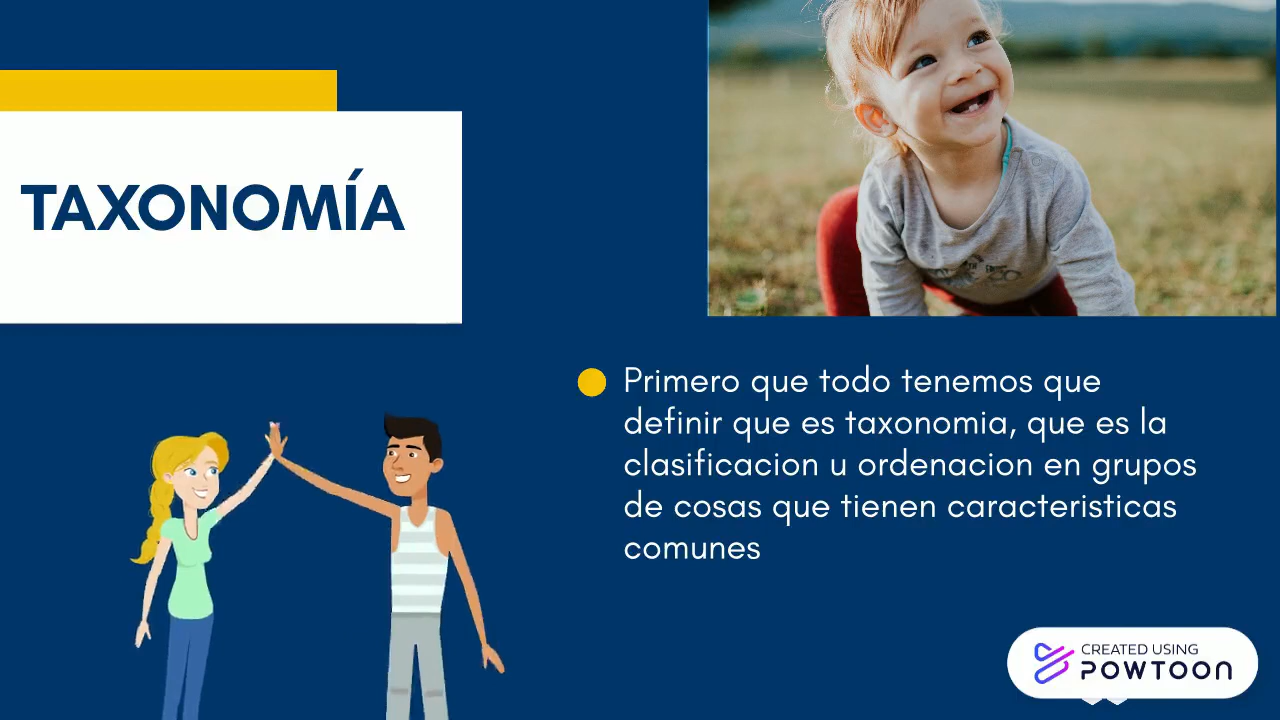 TAXONOMÍA
Primero que todo tenemos que
definir que es taxonomia, que es la
clasificacion u ordenacion en grupos
de cosas que tienen caracteristicas
comunes
CREATED USING
POWTOON